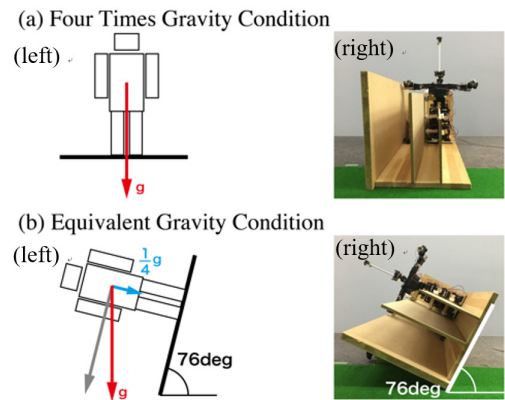 (a) Four Times Gravity Condition
(left)
(right)
g
(b) Equivalent Gravity Condition
(left)
(right)
1/4 g
76deg
g
76deg